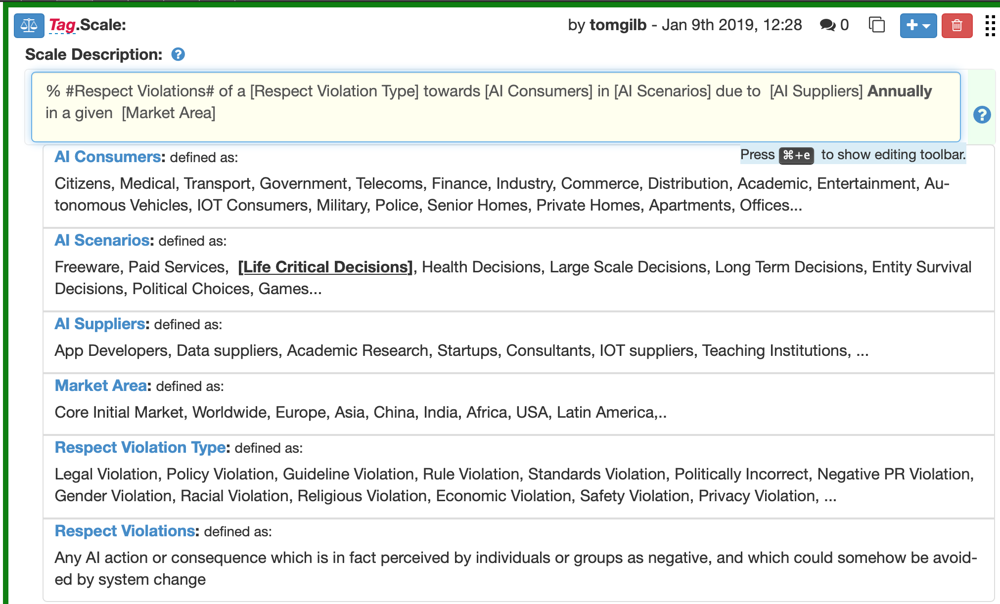 Tag.Scale:
by tomgilb - Jan 9th 2019, 12:28 0
Scale Description: ?
% #Respect Violations# of a [Respect Violation Type] towards [AI Consumers] in [AI Scenarios] due to  [AI Suppliers] Annually
in a given  [Market Area]
?
Press ⌘+e to show editing toolbar.
AI Consumers: defined as:
Citizens, Medical, Transport, Government, Telecoms, Finance, Industry, Commerce, Distribution, Academic, Entertainment, Au-
tonomous Vehicles, IOT Consumers, Military, Police, Senior Homes, Private Homes, Apartments, Offices...
AI Scenarios: defined as:
Freeware, Paid Services,  [Life Critical Decisions], Health Decisions, Large Scale Decisions, Long Term Decisions, Entity Survival
Decisions, Political Choices, Games...
AI Suppliers: defined as:
App Developers, Data suppliers, Academic Research, Startups, Consultants, IOT suppliers, Teaching Institutions, ...
Market Area: defined as:
Core Initial Market, Worldwide, Europe, Asia, China, India, Africa, USA, Latin America,..
Respect Violation Type: defined as:
Legal Violation, Policy Violation, Guideline Violation, Rule Violation, Standards Violation, Politically Incorrect, Negative PR Violation,
Gender Violation, Racial Violation, Religious Violation, Economic Violation, Safety Violation, Privacy Violation, ...
Respect Violations: defined as:
Any AI action or consequence which is in fact perceived by individuals or groups as negative, and which could somehow be avoid-
ed by system change